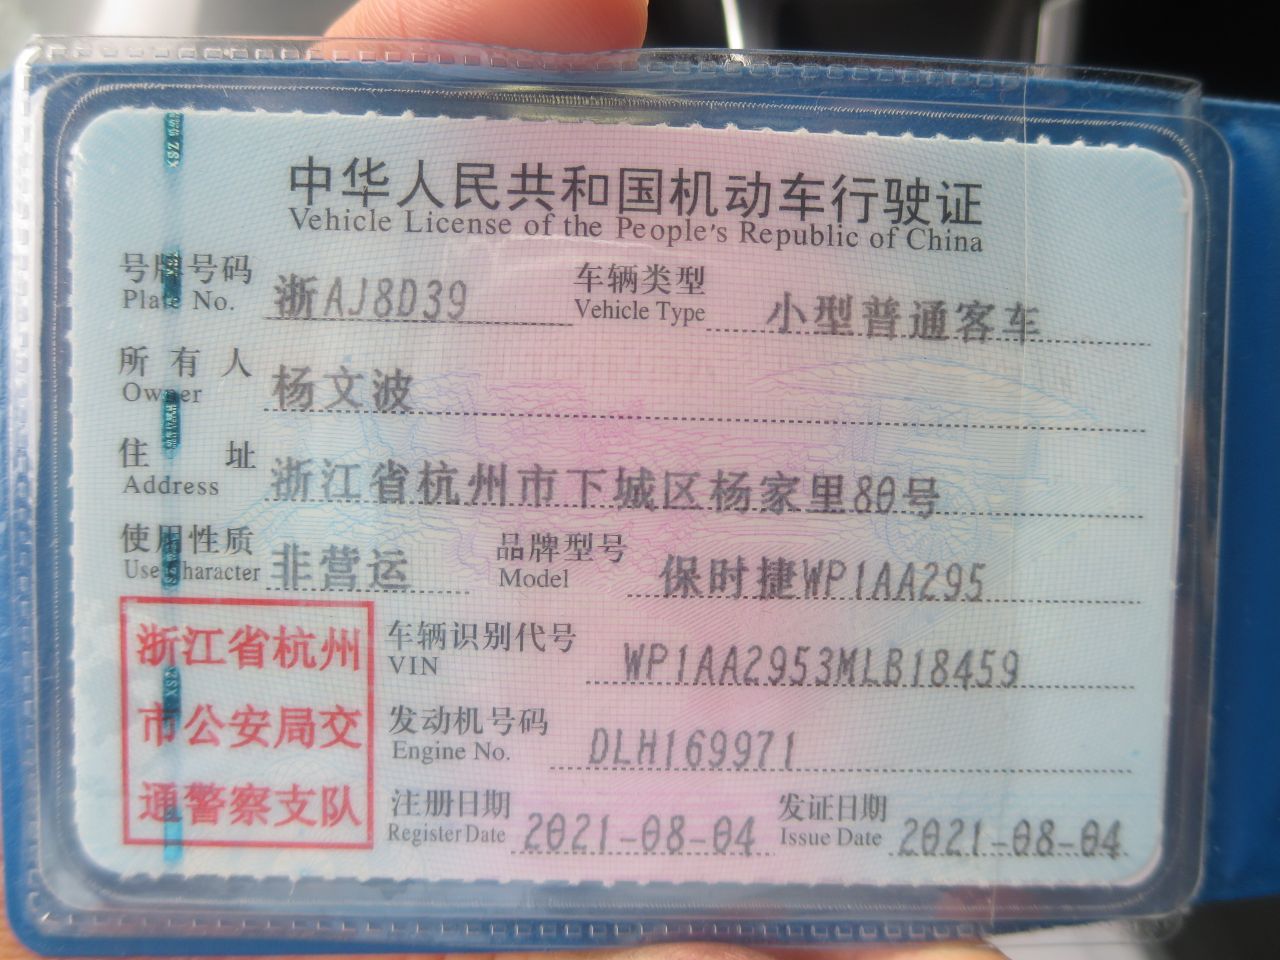 中华人民共和国机动车行驶证
Vehicle License of the People's Republic of China
号牌号码 浙AJ8D39 车辆类型 小型普通客车
Plate No. Vehicle Type
所有人 杨文波
Owner
住址 浙江省杭州市下城区杨家里80号
Address
使用性质 非营运 品牌型号 保时捷WP1AA295
Use Character Model
浙江省杭州
市公安局交
通警察支队
车辆识别代号 WP1AA2953MLB18459
VIN
发动机号码 DLH169971
Engine No.
注册日期 2021-08-04 发证日期 2021-08-04
Register Date Issue Date